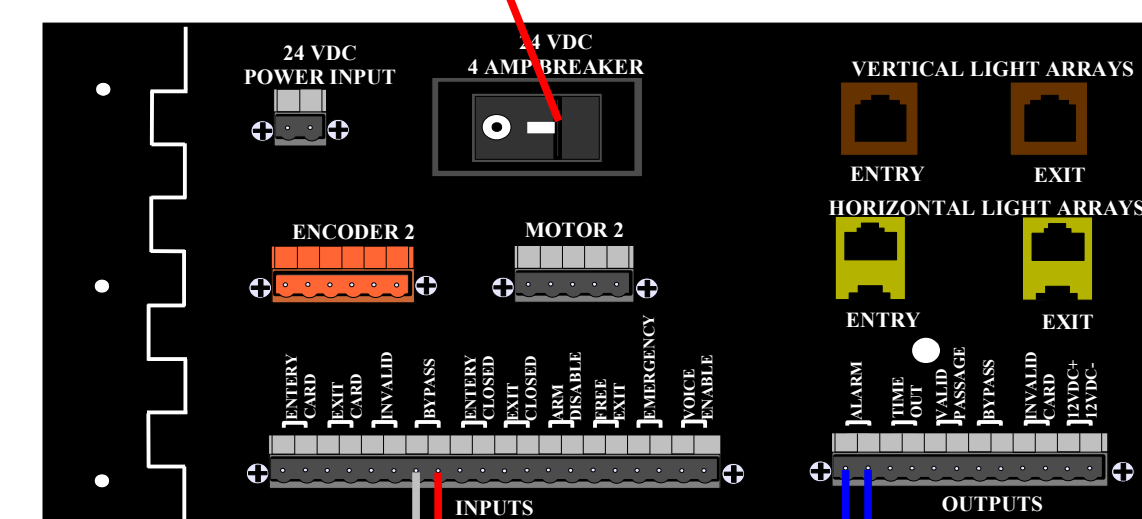 24 VDC
POWER INPUT
24 VDC
4 AMP BREAKER
VERTICAL LIGHT ARRAYS
ENTRY
EXIT
HORIZONTAL LIGHT ARRAYS
ENTRY
EXIT
ENCODER 2
MOTOR 2
ENTERY
CARD
EXIT
CARD
INVALID
BYPASS
ENTERY
CLOSED
EXIT
CLOSED
ARM
DISABLE
FREE
EXIT
EMERGENCY
VOICE
ENABLE
INPUTS
ALARM
TIME
OUT
VALID
PASSAGE
BYPASS
INVALID
CARD
12VDC+
12VDC-
OUTPUTS